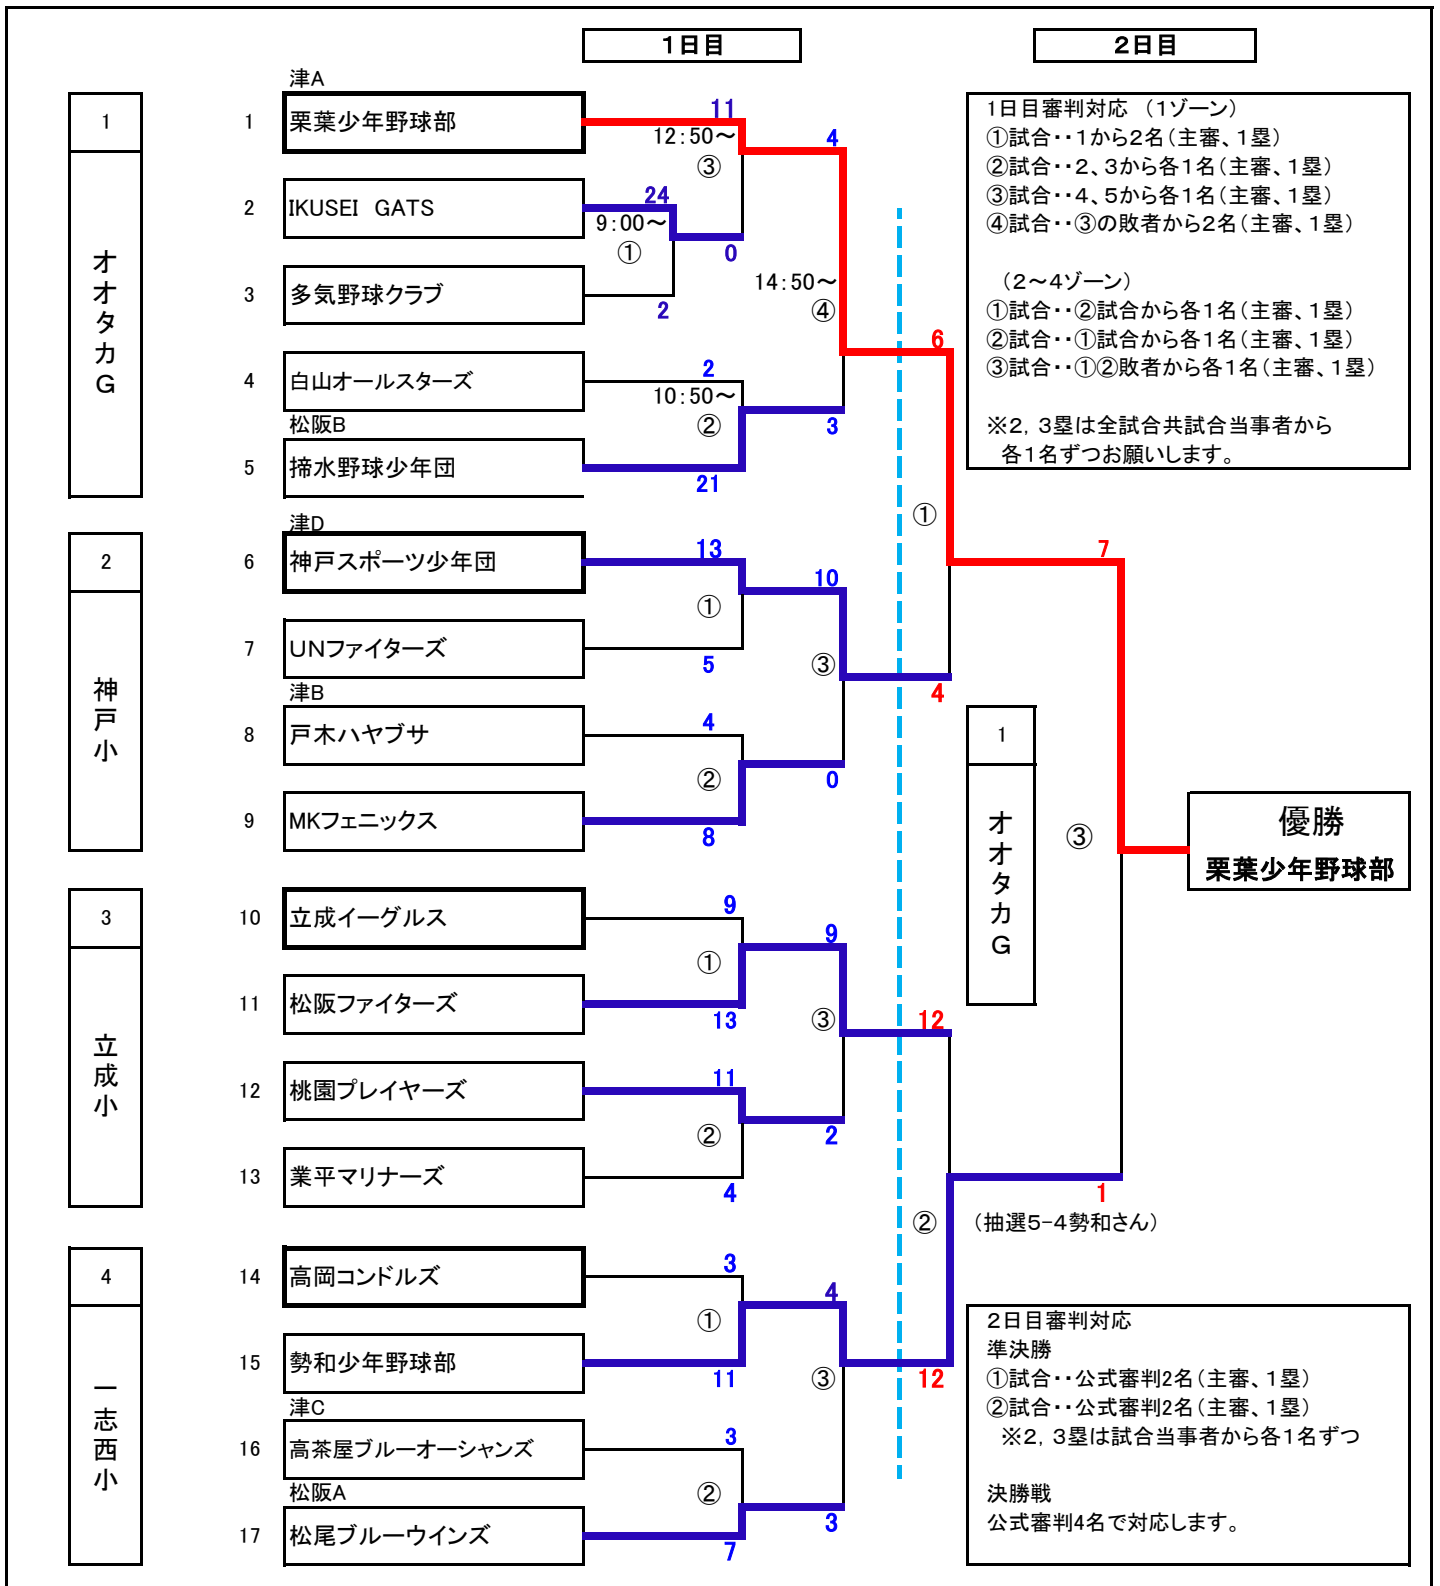 1日目
2日目
1
オオタカG
津A
1 栗葉少年野球部
2 IKUSEI GATS
3 多気野球クラブ
4 白山オールスターズ
松阪B
5 揥水野球少年団
11
12:50～
③
24
9:00～
①
2
0
2
10:50～
②
21
4
14:50～
④
3
2
神戸小
津D
6 神戸スポーツ少年団
7 UNファイターズ
津B
8 戸木ハヤブサ
9 MKフェニックス
13
①
5
4
②
8
10
③
0
3
立成小
10 立成イーグルス
11 松阪ファイターズ
12 桃園プレイヤーズ
13 業平マリナーズ
9
①
13
11
②
4
9
③
2
4
一志西小
14 高岡コンドルズ
15 勢和少年野球部
津C
16 高茶屋ブルーオーシャンズ
松阪A
17 松尾ブルーウインズ
3
①
11
3
②
7
4
③
3
6
①
4
12
②
12
7
③
1
(抽選5-4勢和さん)
1
オオタカG
優勝
栗葉少年野球部
1日目審判対応 (1ゾーン)
①試合･･1から2名(主審、1塁)
②試合･･2、3から各1名(主審、1塁)
③試合･･4、5から各1名(主審、1塁)
④試合･･③の敗者から2名(主審、1塁)
(2～4ゾーン)
①試合･･②試合から各1名(主審、1塁)
②試合･･①試合から各1名(主審、1塁)
③試合･･①②敗者から各1名(主審、1塁)
※2，3塁は全試合共試合当事者から
各1名ずつお願いします。
2日目審判対応
準決勝
①試合･･公式審判2名(主審、1塁)
②試合･･公式審判2名(主審、1塁)
※2，3塁は試合当事者から各1名ずつ
決勝戦
公式審判4名で対応します。